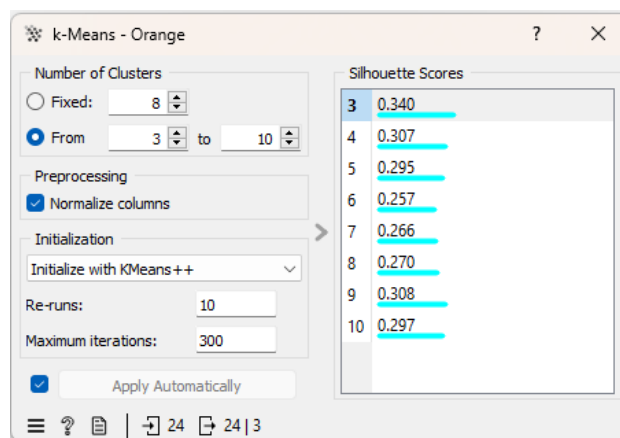 k-Means - Orange ? ×
Number of Clusters
Fixed: 8
From 3 to 10
Preprocessing
Normalize columns
Initialization
Initialize with KMeans++
Re-runs: 10
Maximum iterations: 300
Apply Automatically
? 24 24 | 3
Silhouette Scores
3 0.340
4 0.307
5 0.295
6 0.257
7 0.266
8 0.270
9 0.308
10 0.297